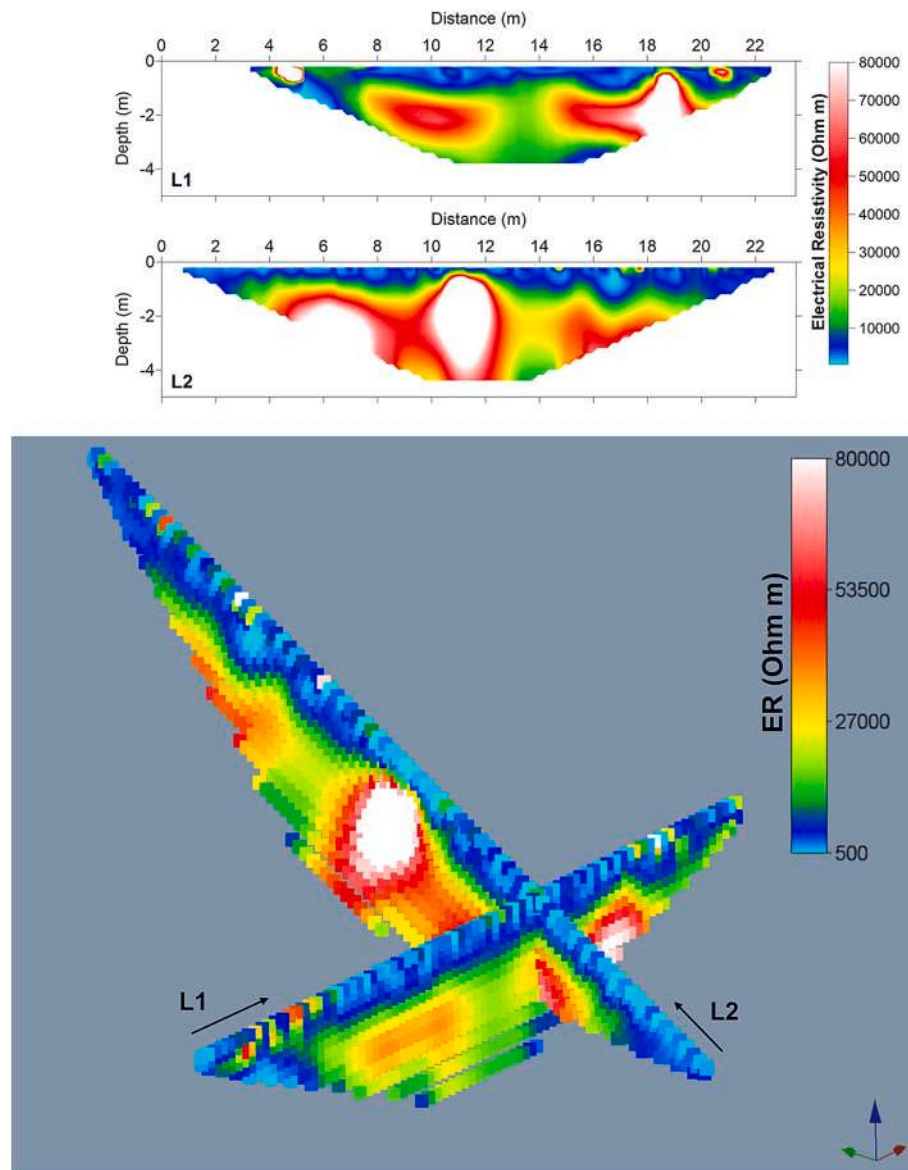 Distance (m)
0 2 4 6 8 10 12 14 16 18 20 22
0
-2
-4
Depth (m)
L1
Distance (m)
0 2 4 6 8 10 12 14 16 18 20 22
0
-2
-4
Depth (m)
L2
80000
70000
60000
50000
40000
30000
20000
10000
Electrical Resistivity (Ohm m)
80000
53500
27000
500
ER (Ohm m)
L1
L2